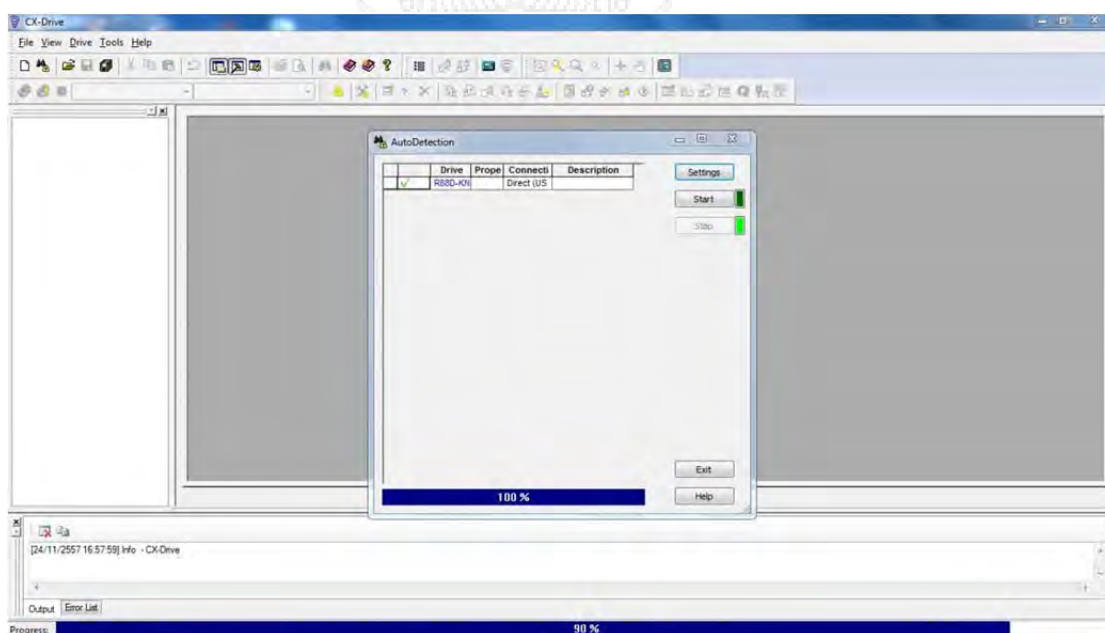 CX-Drive
File View Drive Tools Help
AutoDetection
Drive Prope Connecti Description
R88D-KN Direct (US
Settings
Start
Stop
Exit
100 %
Help
[24/11/2557 16:57:59] Info - CX-Drive
Output Error List
Progress: 90 %